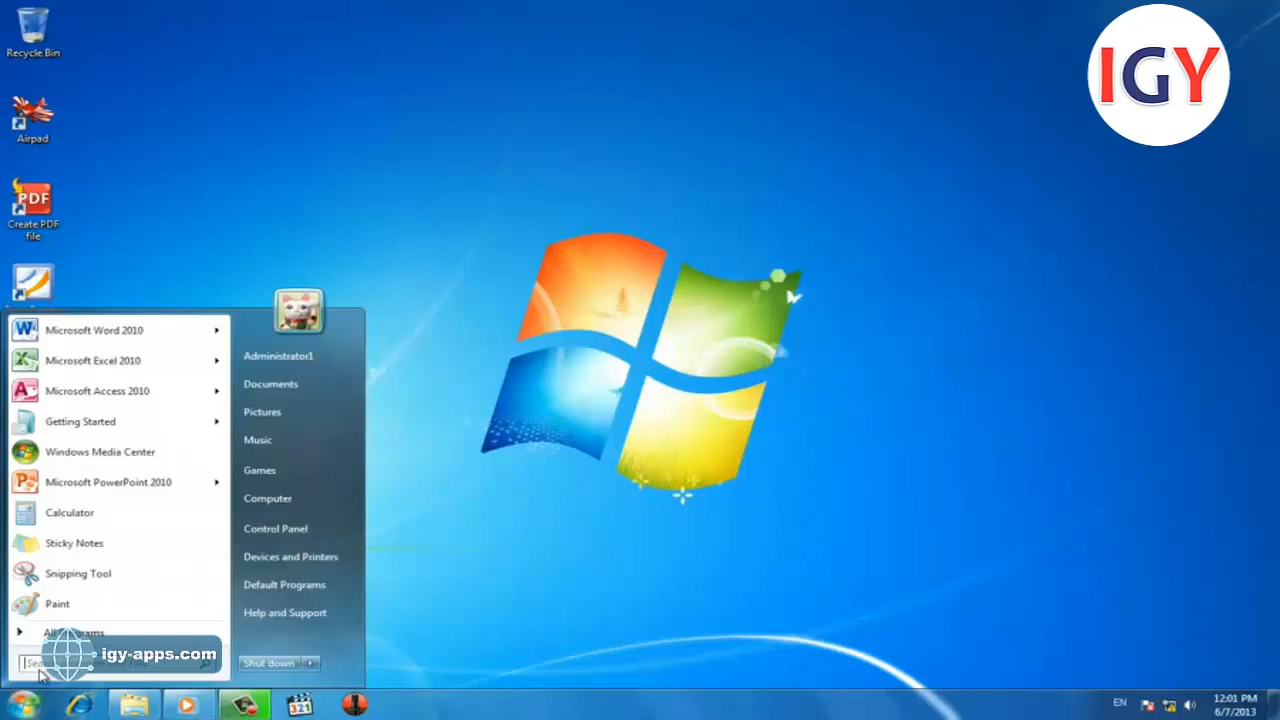 Recycle Bin
IGY
Airpad
PDF
Create PDF
file
Microsoft Word 2010
Microsoft Excel 2010
Microsoft Access 2010
Getting Started
Windows Media Center
Microsoft PowerPoint 2010
Calculator
Sticky Notes
Snipping Tool
Paint
igy-apps.com
Administrator1
Documents
Pictures
Music
Games
Computer
Control Panel
Devices and Printers
Default Programs
Help and Support
Shut down
321
EN
12:01 PM
6/7/2013